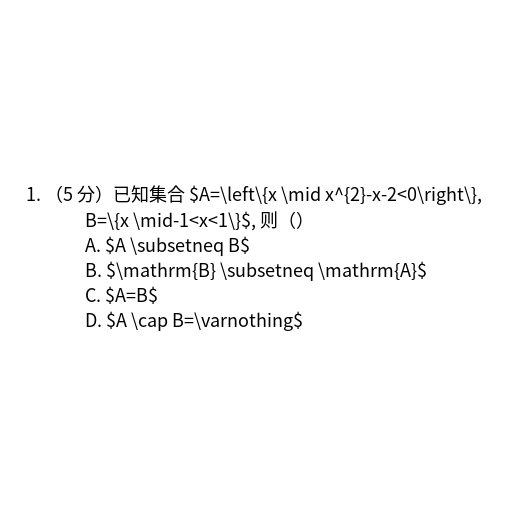 1. （5 分）已知集合 $A=\left\{x \mid x^{2}-x-2<0\right\},
B=\{x \mid-1<x<1\}$, 则（）
A. $A \subsetneq B$
B. $\mathrm{B} \subsetneq \mathrm{A}$
C. $A=B$
D. $A \cap B=\varnothing$